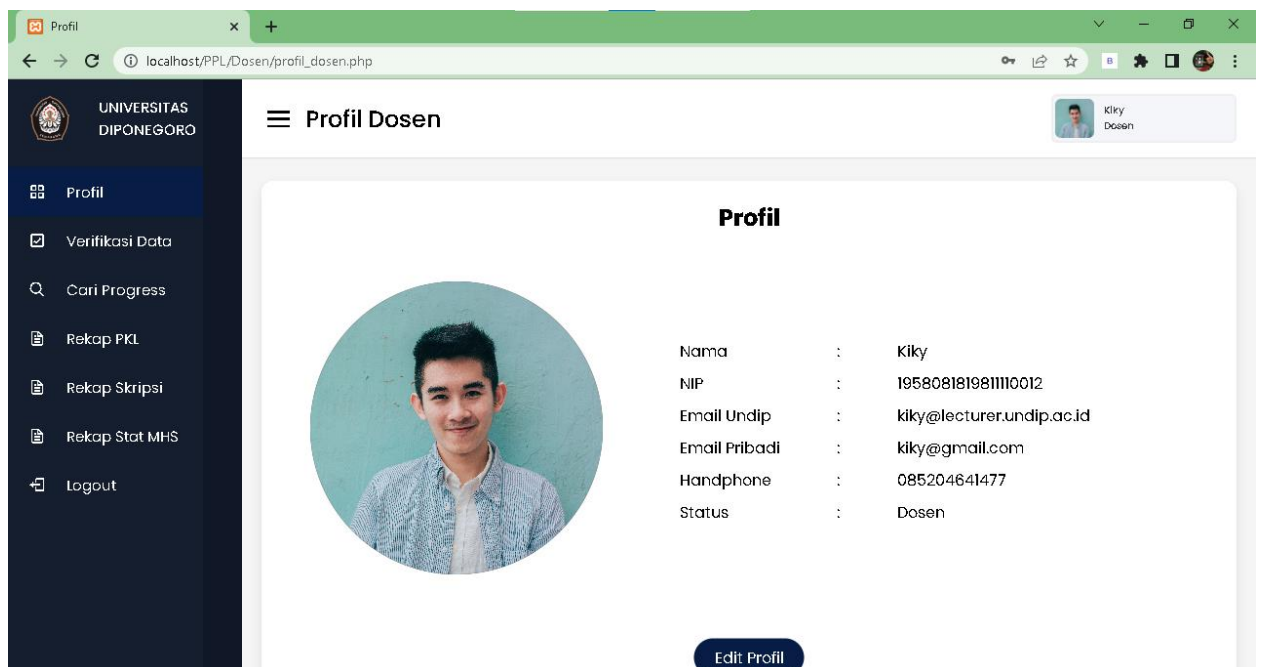 Profil
localhost/PPL/Dosen/profil_dosen.php
B
UNIVERSITAS
DIPONEGORO
Profil Dosen
Kiky
Dosen
Profil
Verifikasi Data
Cari Progress
Rekap PKL
Rekap Skripsi
Rekap Stat MHS
Logout
Profil
Nama : Kiky
NIP : 1958081819811110012
Email Undip : kiky@lecturer.undip.ac.id
Email Pribadi : kiky@gmail.com
Handphone : 085204641477
Status : Dosen
Edit Profil